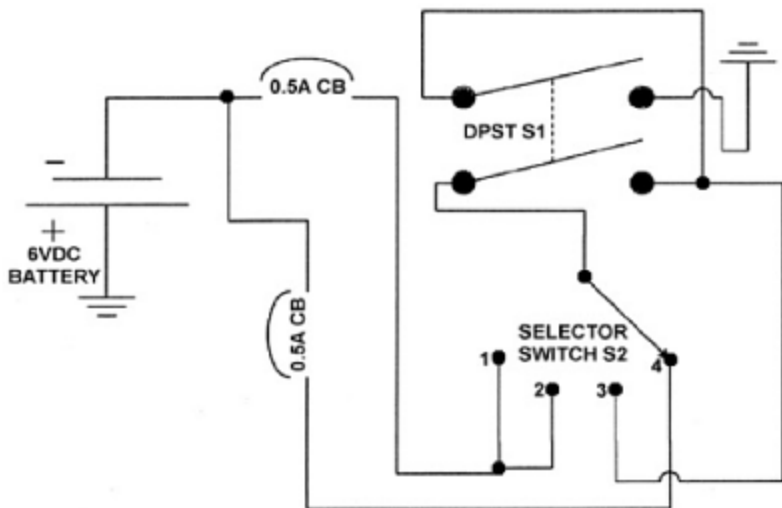 0.5A CB
DPST S1
-
+
6VDC
BATTERY
0.5A CB
SELECTOR
SWITCH S2
1
2
3
4